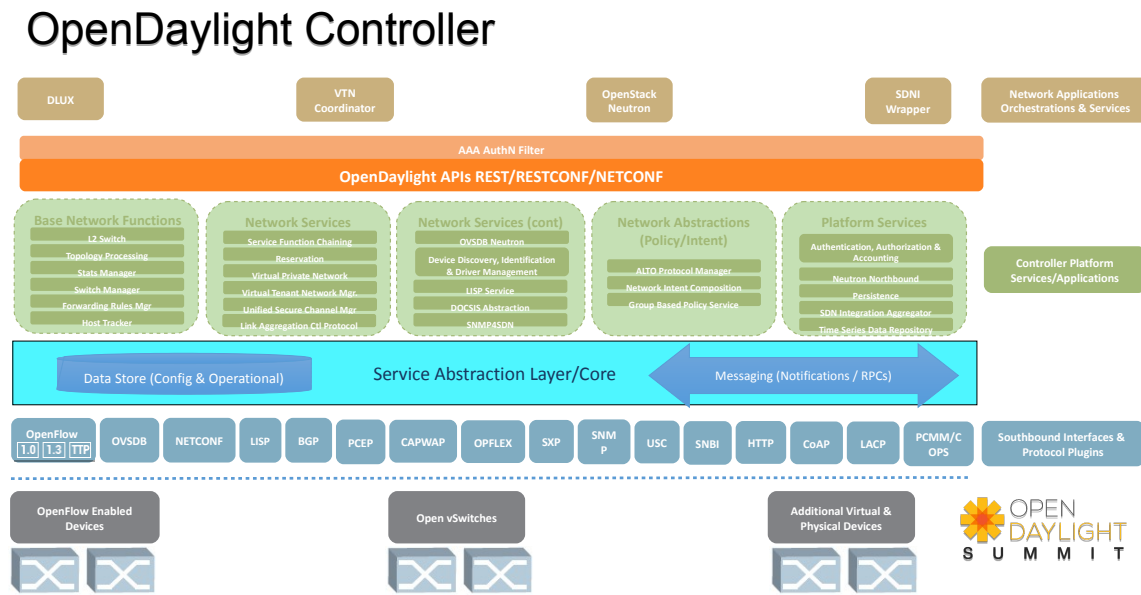 OpenDaylight Controller
DLUX
VTN
Coordinator
OpenStack
Neutron
SDNI
Wrapper
Network Applications
Orchestrations & Services
AAA AuthN Filter
OpenDaylight APIs REST/RESTCONF/NETCONF
Base Network Functions
L2 Switch
Topology Processing
Stats Manager
Switch Manager
Forwarding Rules Mgr
Host Tracker
Network Services
Service Function Chaining
Reservation
Virtual Private Network
Virtual Tenant Network Mgr.
Unified Secure Channel Mgr
Link Aggregation Ctl Protocol
Network Services (cont)
OVSDB Neutron
Device Discovery, Identification
& Driver Management
LISP Service
DOCSIS Abstraction
SNMP4SDN
Network Abstractions
(Policy/Intent)
ALTO Protocol Manager
Network Intent Composition
Group Based Policy Service
Platform Services
Authentication, Authorization &
Accounting
Neutron Northbound
Persistence
SDN Integration Aggregator
Time Series Data Repository
Controller Platform
Services/Applications
Data Store (Config & Operational)
Service Abstraction Layer/Core
Messaging (Notifications / RPCs)
OpenFlow
1.0 1.3 TTP
OVSDB
NETCONF
LISP
BGP
PCEP
CAPWAP
OPFLEX
SXP
SNM
P
USC
SNBI
HTTP
CoAP
LACP
PCMM/C
OPS
Southbound Interfaces &
Protocol Plugins
OpenFlow Enabled
Devices
Open vSwitches
Additional Virtual &
Physical Devices
OPEN
DAYLIGHT
SUMMIT